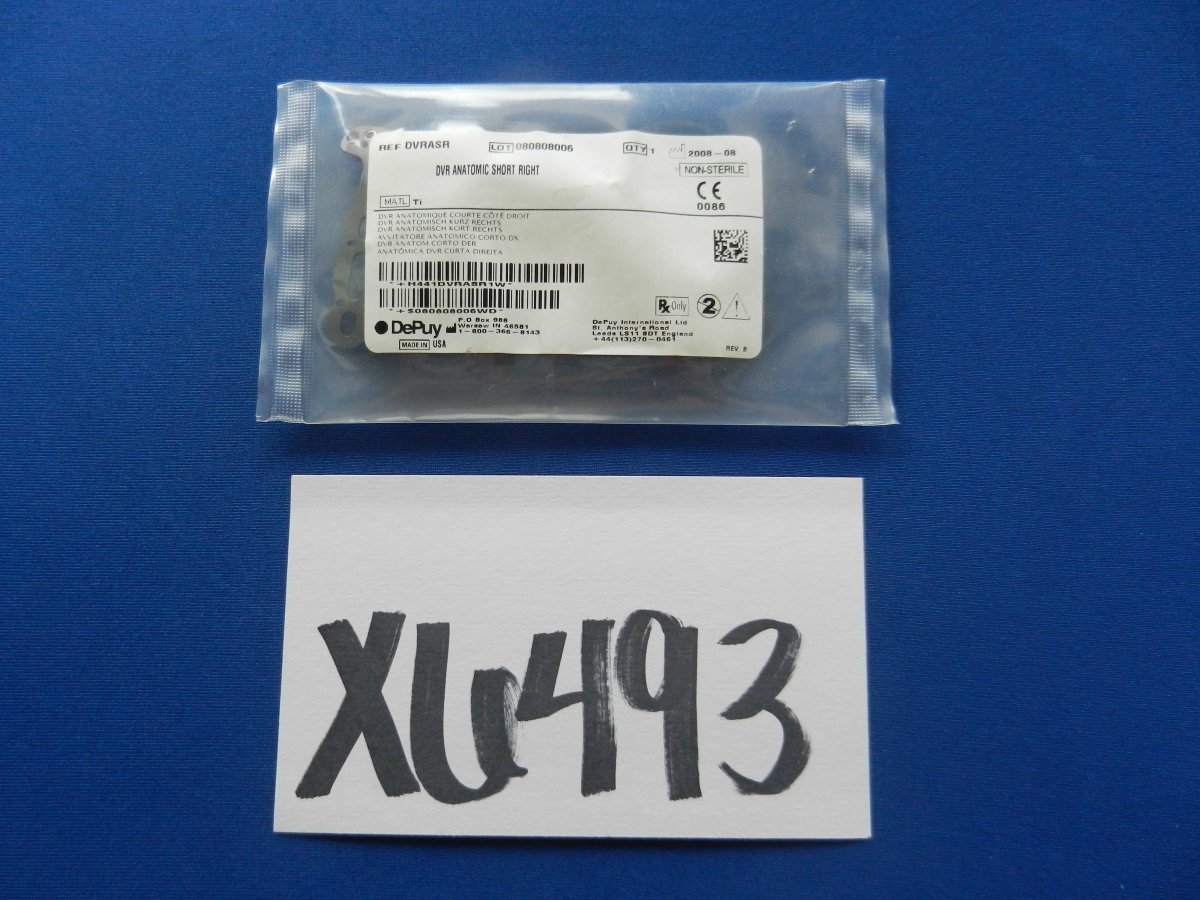 REF DVRASR LOT 080808006 QTY 1 2008-08
DVR ANATOMIC SHORT RIGHT NON-STERILE
CE
0086
MATL Ti
DVR ANATOMIQUE COURTE CÔTÉ DROIT
DVR ANATOMISCH KURZ RECHTS
DVR ANATOMISCH KORT RECHTS
AVVITATORE ANATOMICO CORTO DX
DVR ANATOM CORTO DER
ANATÔMICA DVR CURTA DIREITA
*+H441DVRASR1W*
*+$080808006WD*
Rx Only 2
DePuy
P.O Box 988
Warsaw IN 46581
1-800-366-8143
MADE IN USA
DePuy International Ltd
St. Anthony's Road
Leeds LS11 8DT England
+44(113)270-0461
REV B
XU493